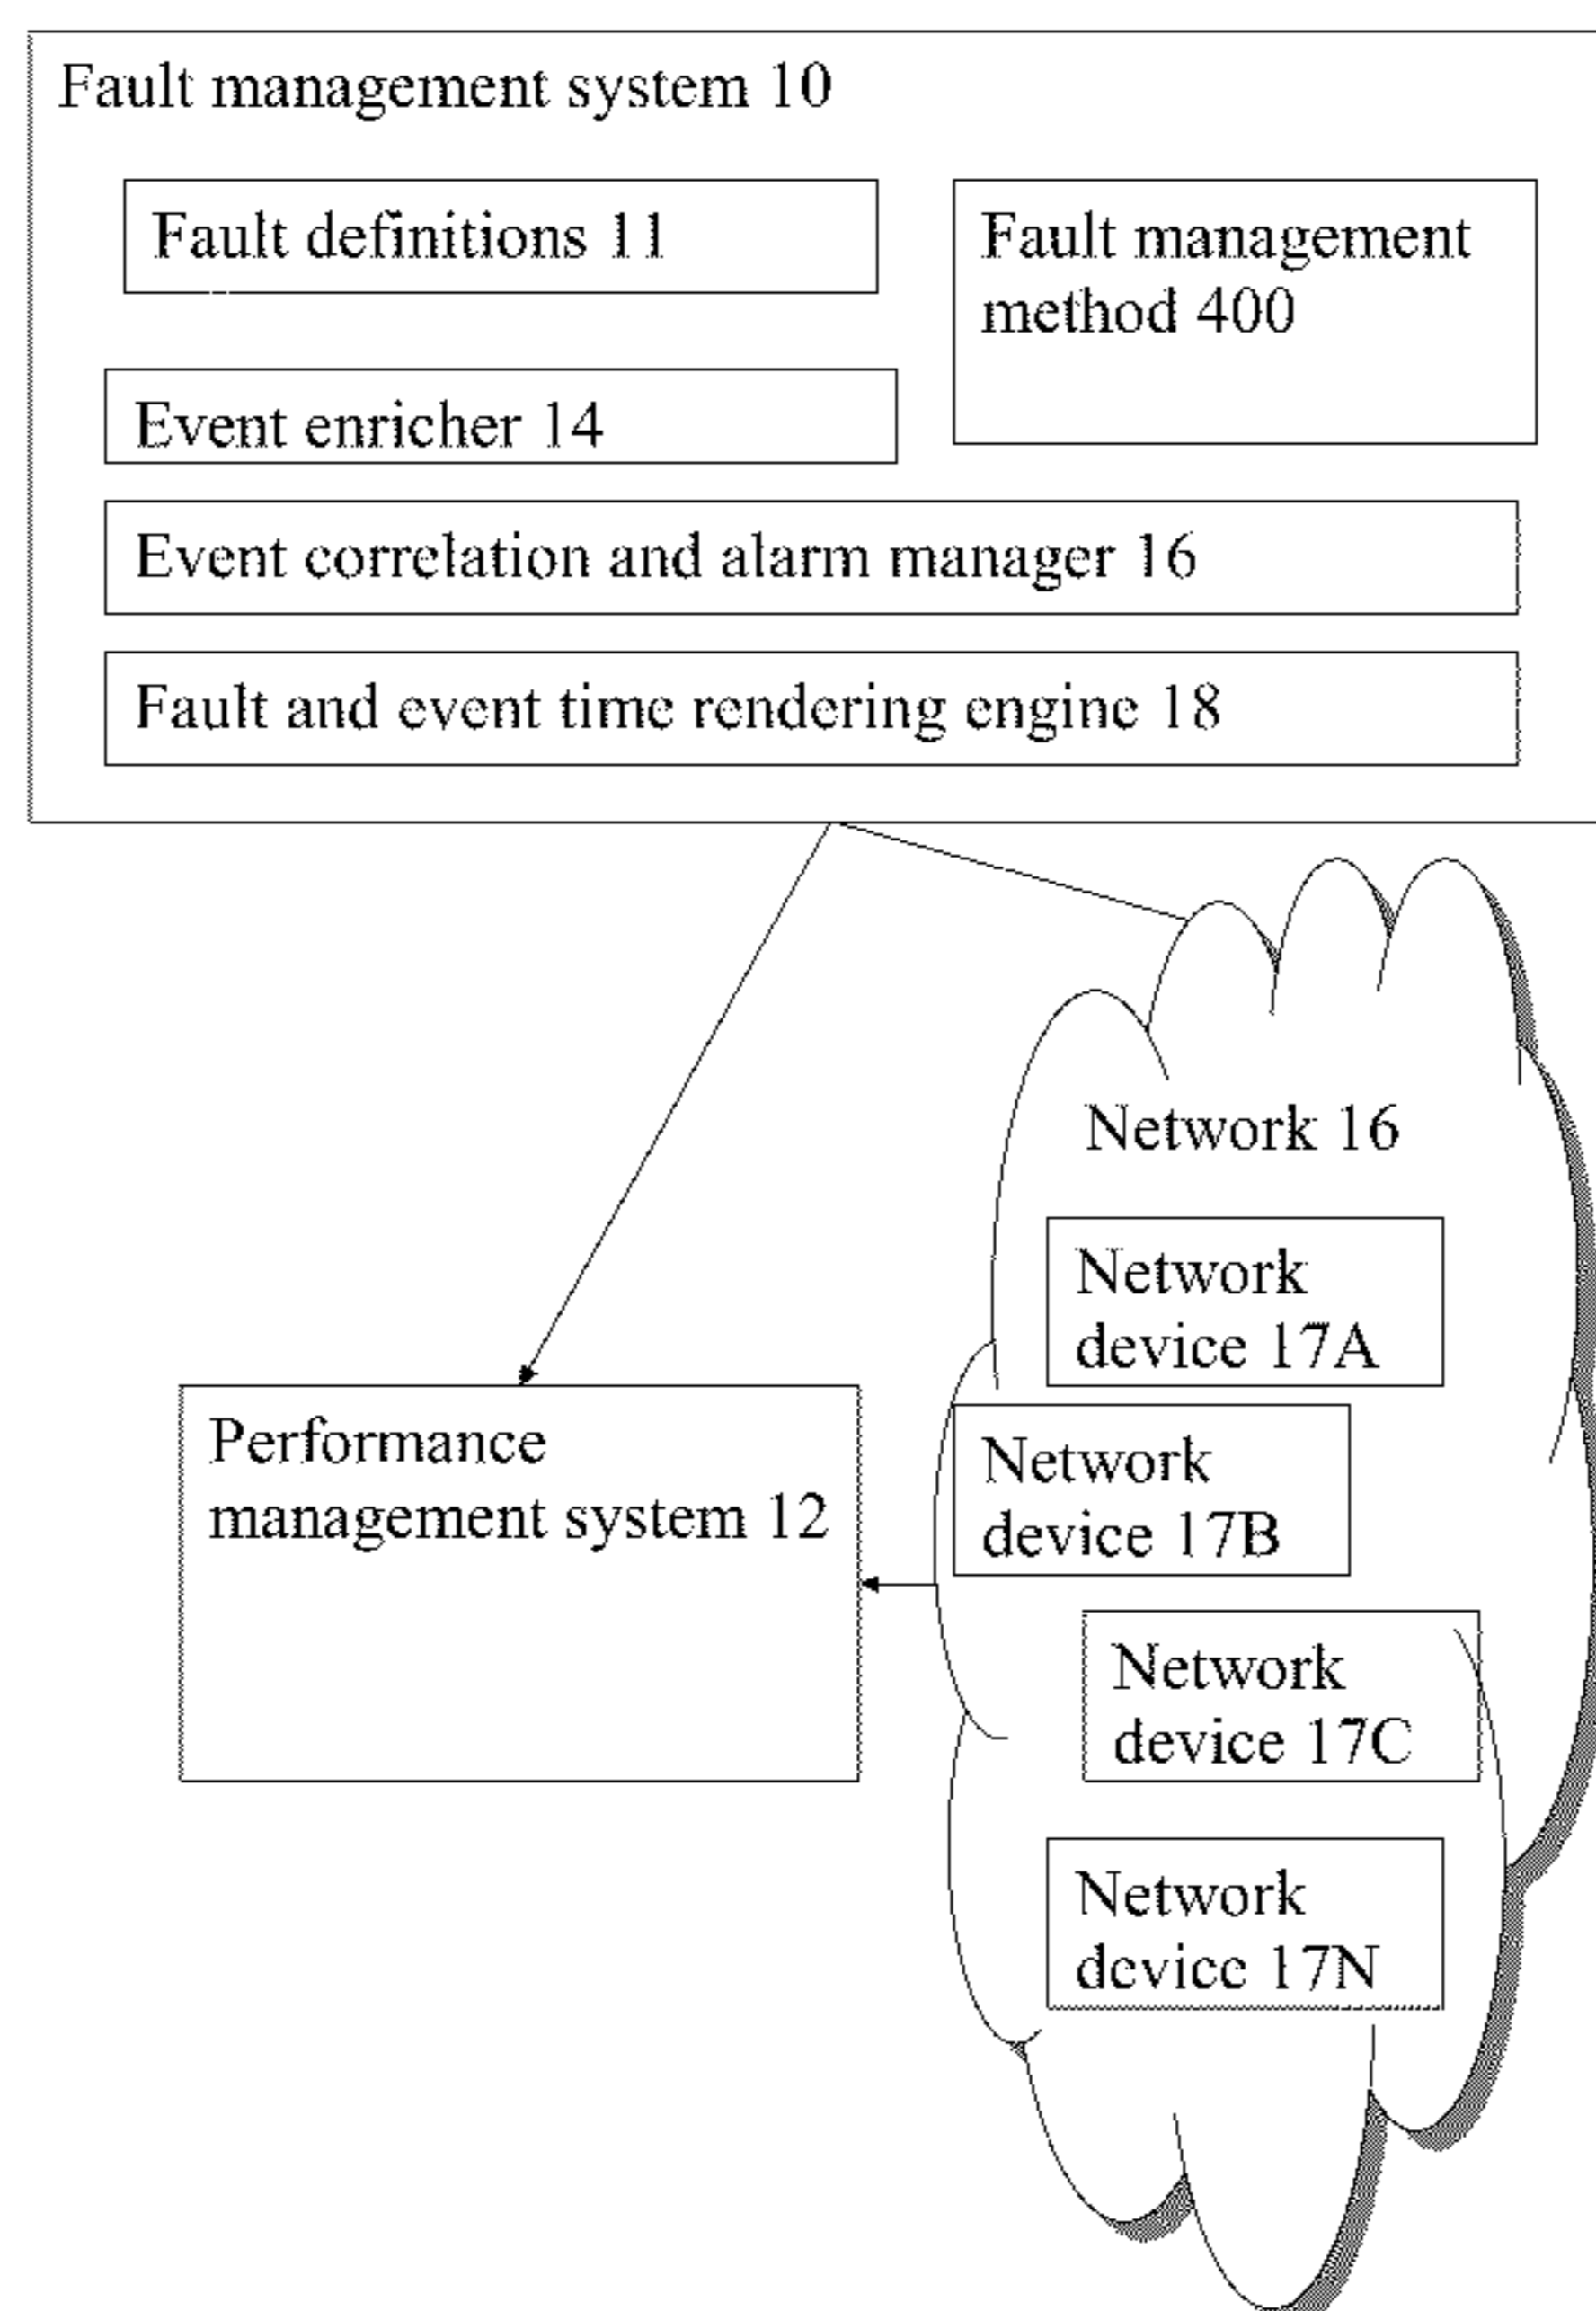 Fault management system 10
Fault definitions 11
Fault management
method 400
Event enricher 14
Event correlation and alarm manager 16
Fault and event time rendering engine 18
Network 16
Network
device 17A
Performance
management system 12
Network
device 17B
Network
device 17C
Network
device 17N